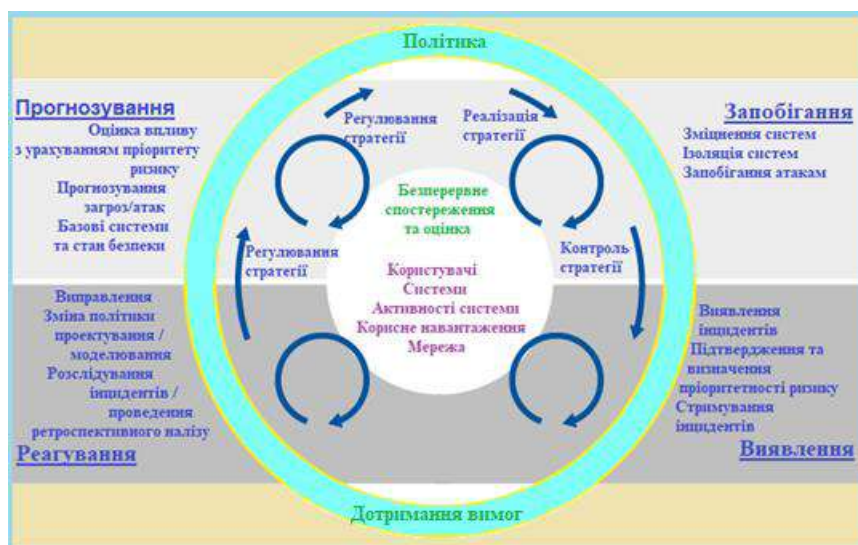 Політика
Прогнозування
Оцінка впливу
з урахуванням пріоритету
ризику
Прогнозування
загроз/атак
Базові системи
та стан безпеки
Регулювання
стратегії
Реалізація
стратегії
Запобігання
Зміцнення систем
Ізоляція систем
Запобігання атакам
Безперервне
спостереження
та оцінка
Регулювання
стратегії
Контроль
стратегії
Користувачі
Системи
Активності системи
Корисне навантаження
Мережа
Виправлення
Зміна політики
проектування /
моделювання
Розслідування
інцидентів /
проведення
ретроспективного налізу
Реагування
Виявлення
інцидентів
Підтвердження та
визначення
пріоритетності ризику
Стримування
інцидентів
Виявлення
Дотримання вимог